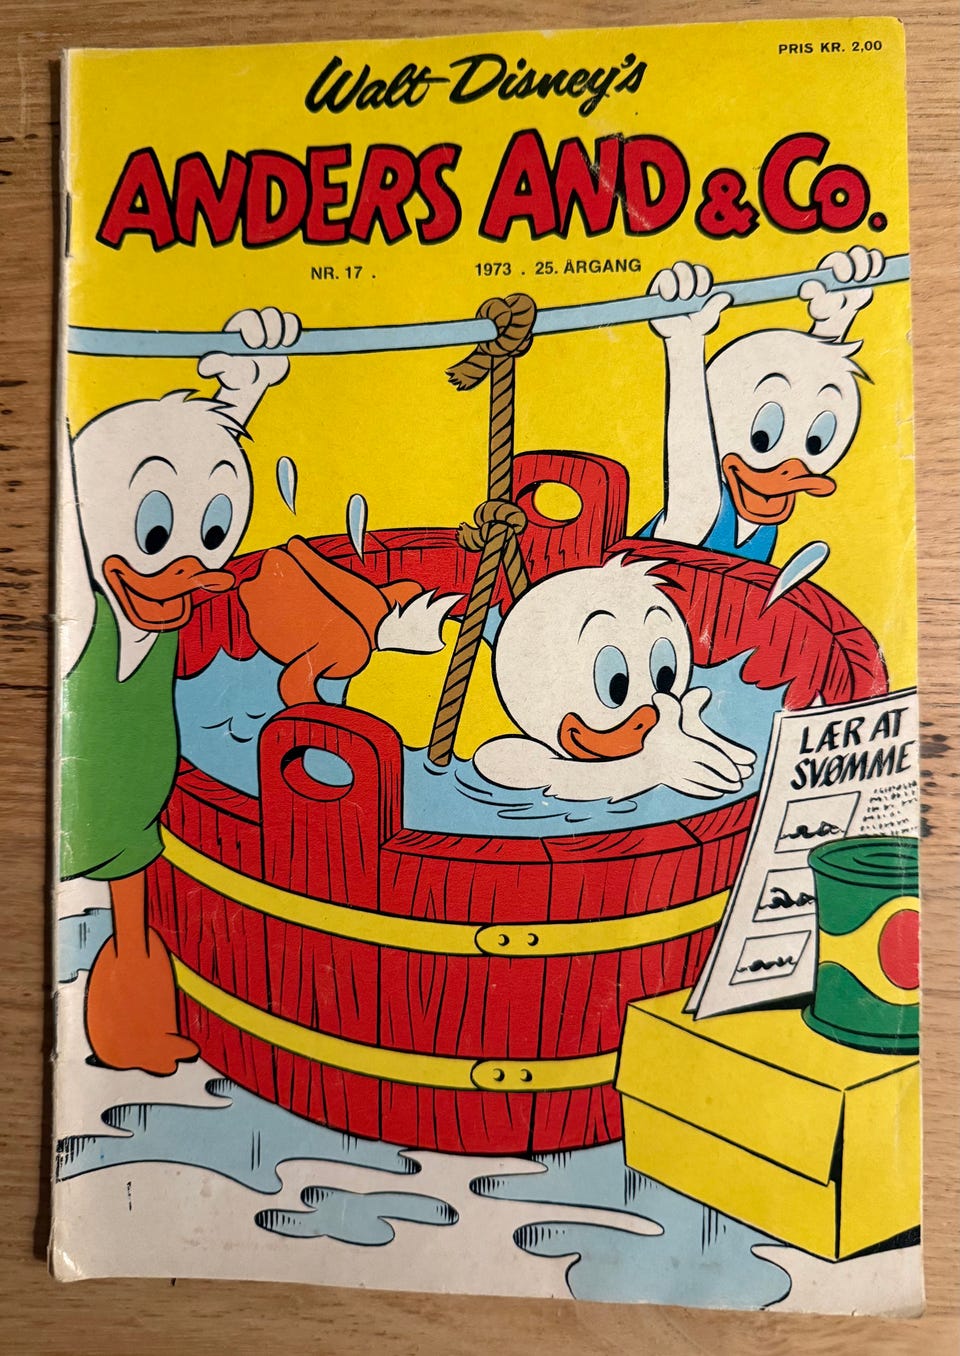 PRIS KR. 2,00
Walt Disney's
ANDERS AND & Co.
NR. 17 . 1973 . 25. ÅRGANG
LÆR AT
SVØMME